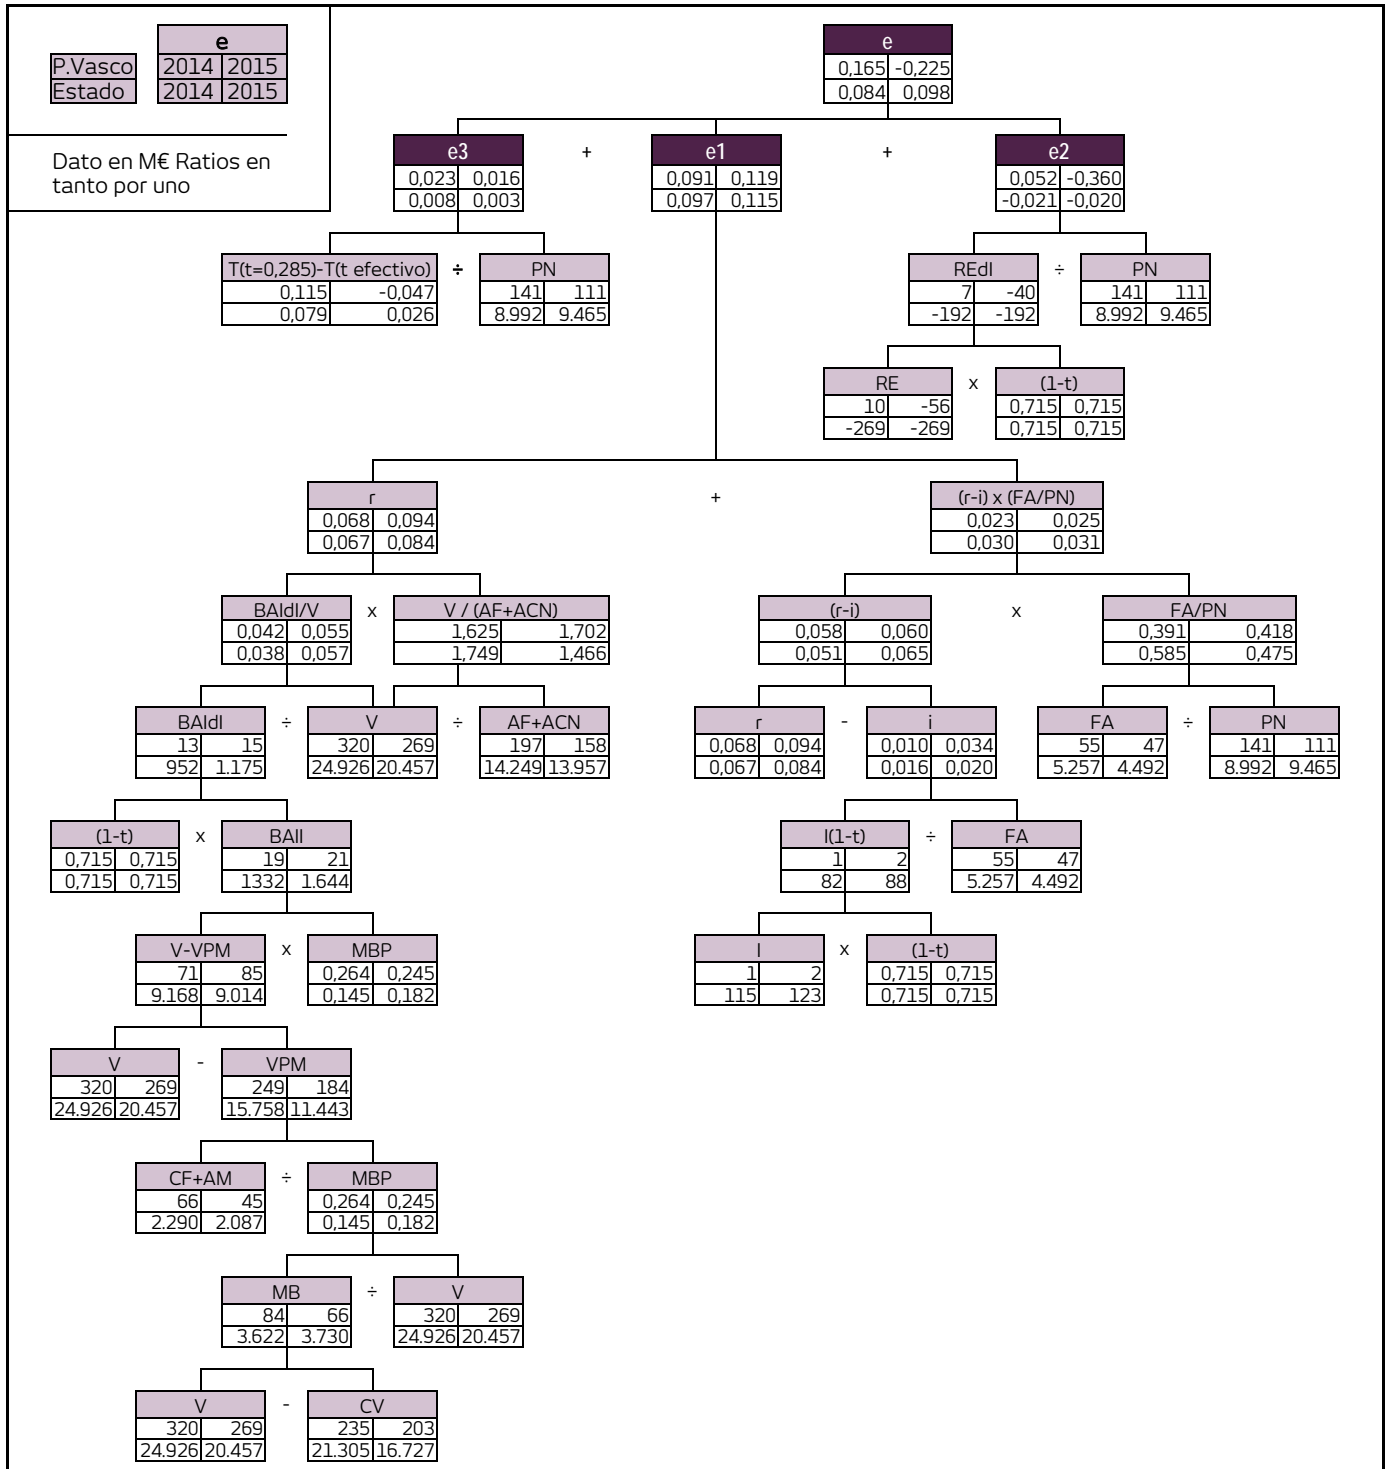 e
P.Vasco 2014 2015
Estado 2014 2015
Dato en M€ Ratios en
tanto por uno
e
0,165 -0,225
0,084 0,098
e3 + e1 + e2
0,023 0,016 0,091 0,119 0,052 -0,360
0,008 0,003 0,097 0,115 -0,021 -0,020
T(t=0,285)-T(t efectivo) ÷ PN REdI ÷ PN
0,115 -0,047 141 111 7 -40 141 111
0,079 0,026 8.992 9.465 -192 -192 8.992 9.465
RE x (1-t)
10 -56 0,715 0,715
-269 -269 0,715 0,715
r + (r-i) x (FA/PN)
0,068 0,094 0,023 0,025
0,067 0,084 0,030 0,031
BAIdI/V x V / (AF+ACN) (r-i) x FA/PN
0,042 0,055 1,625 1,702 0,058 0,060 0,391 0,418
0,038 0,057 1,749 1,466 0,051 0,065 0,585 0,475
BAIdI ÷ V ÷ AF+ACN r - i FA ÷ PN
13 15 320 269 197 158 0,068 0,094 0,010 0,034 55 47 141 111
952 1.175 24.926 20.457 14.249 13.957 0,067 0,084 0,016 0,020 5.257 4.492 8.992 9.465
(1-t) x BAII I(1-t) ÷ FA
0,715 0,715 19 21 1 2 55 47
0,715 0,715 1332 1.644 82 88 5.257 4.492
V-VPM x MBP I x (1-t)
71 85 0,264 0,245 1 2 0,715 0,715
9.168 9.014 0,145 0,182 115 123 0,715 0,715
V - VPM
320 269 249 184
24.926 20.457 15.758 11.443
CF+AM ÷ MBP
66 45 0,264 0,245
2.290 2.087 0,145 0,182
MB ÷ V
84 66 320 269
3.622 3.730 24.926 20.457
V - CV
320 269 235 203
24.926 20.457 21.305 16.727